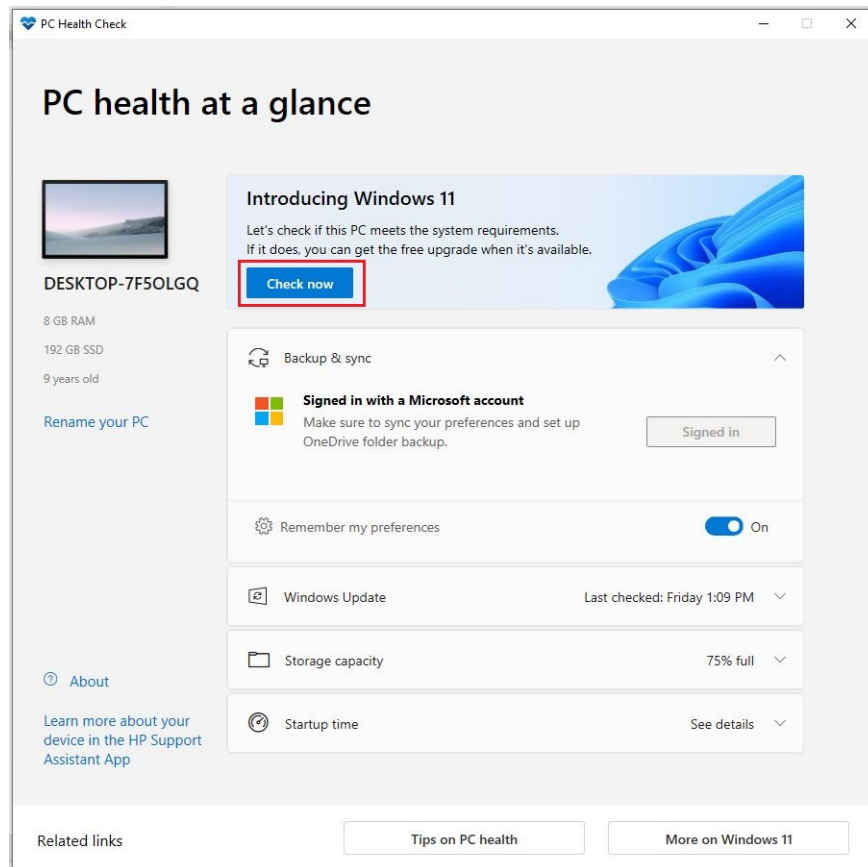 PC Health Check
PC health at a glance
DESKTOP-7F5OLGQ
8 GB RAM
192 GB SSD
9 years old
Rename your PC
About
Learn more about your
device in the HP Support
Assistant App
Introducing Windows 11
Let's check if this PC meets the system requirements.
If it does, you can get the free upgrade when it's available.
Check now
Backup & sync
Signed in with a Microsoft account
Make sure to sync your preferences and set up
OneDrive folder backup.
Signed in
Remember my preferences
On
Windows Update
Last checked: Friday 1:09 PM
Storage capacity
75% full
Startup time
See details
Related links
Tips on PC health
More on Windows 11